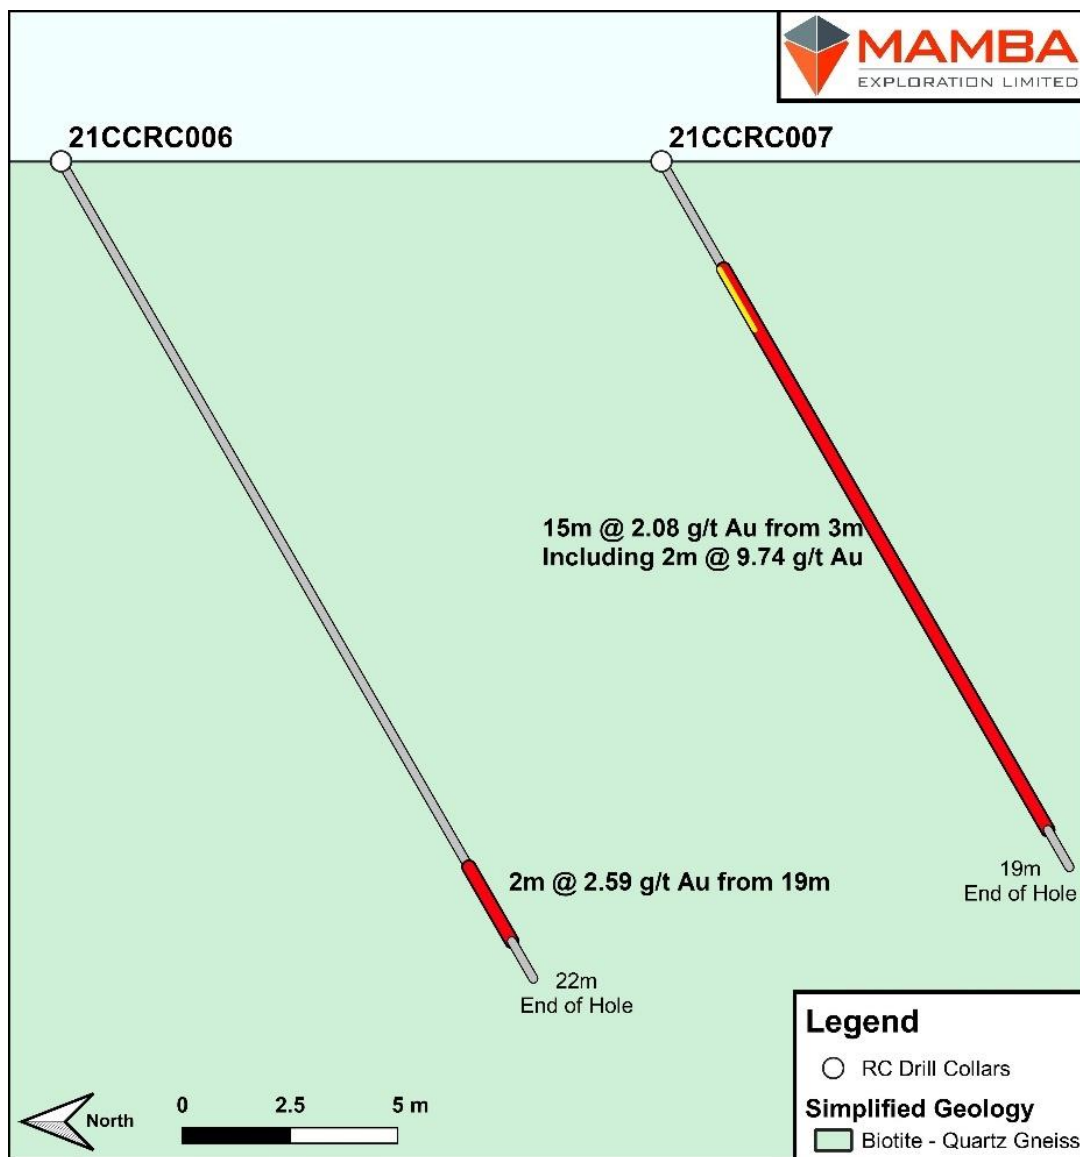 MAMBA
EXPLORATION LIMITED
21CCRC006
21CCRC007
15m @ 2.08 g/t Au from 3m
Including 2m @ 9.74 g/t Au
2m @ 2.59 g/t Au from 19m
19m
End of Hole
22m
End of Hole
Legend
RC Drill Collars
Simplified Geology
Biotite - Quartz Gneiss
North
0 2.5 5 m